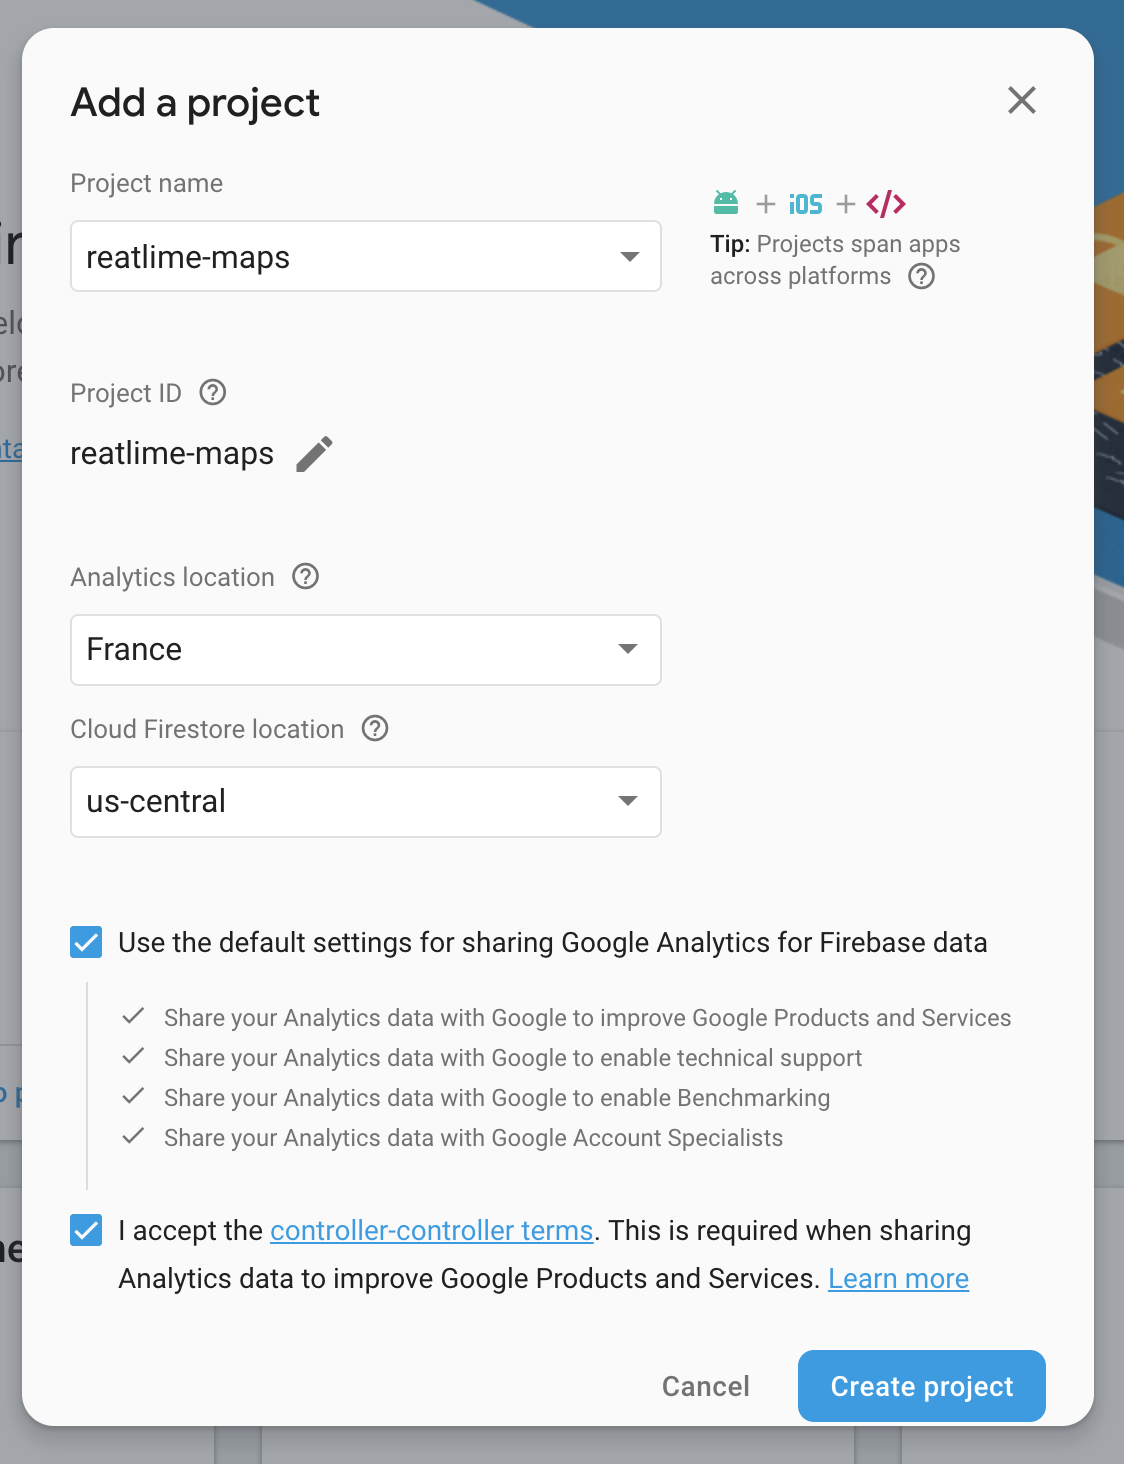 Add a project
Project name
reatlime-maps
iOS
Tip: Projects span apps
across platforms
Project ID
reatlime-maps
Analytics location
France
Cloud Firestore location
us-central
Use the default settings for sharing Google Analytics for Firebase data
Share your Analytics data with Google to improve Google Products and Services
Share your Analytics data with Google to enable technical support
Share your Analytics data with Google to enable Benchmarking
Share your Analytics data with Google Account Specialists
I accept the controller-controller terms. This is required when sharing
Analytics data to improve Google Products and Services. Learn more
Cancel
Create project